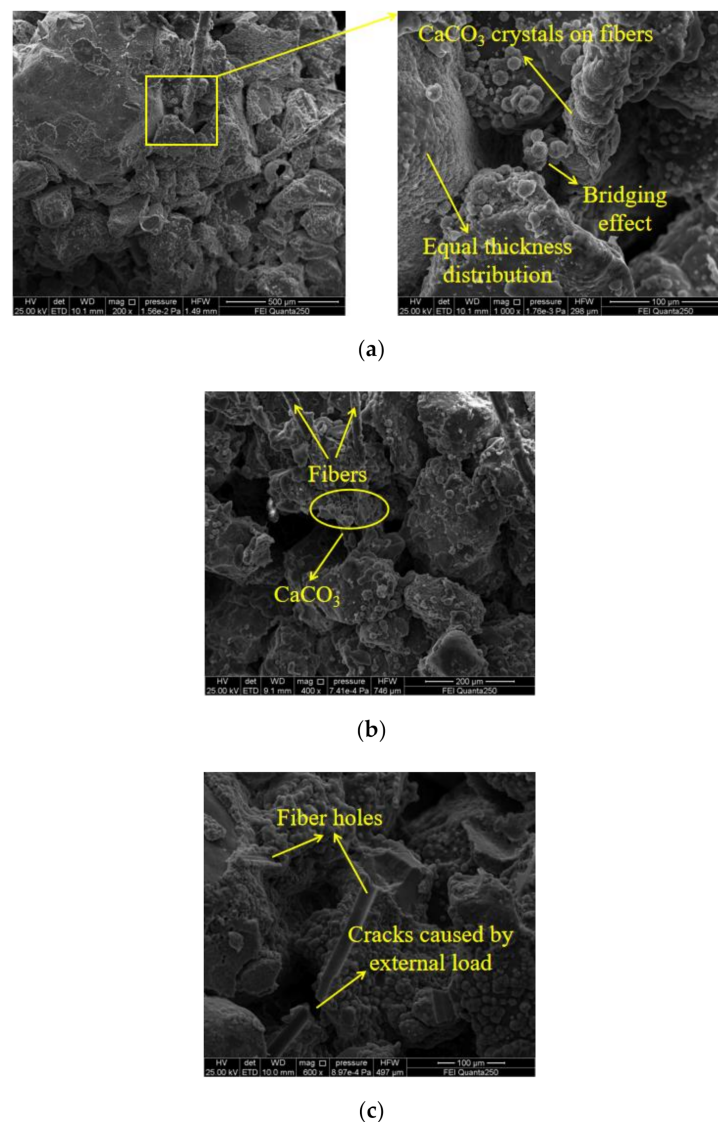 CaCO3 crystals on fibers
Bridging
effect
Equal thickness
distribution
HV det WD mag □ pressure HFW 500 µm
25.00 kV ETD 10.1 mm 200 x 1.56e-2 Pa 1.49 mm FEI Quanta250
HV det WD mag □ pressure HFW 100 µm
25.00 kV ETD 10.1 mm 1 000 x 1.76e-3 Pa 298 µm FEI Quanta250
(a)
Fibers
CaCO3
HV det WD mag □ pressure HFW 200 µm
25.00 kV ETD 9.1 mm 400 x 7.41e-4 Pa 746 µm FEI Quanta250
(b)
Fiber holes
Cracks caused by
external load
HV det WD mag □ pressure HFW 100 µm
25.00 kV ETD 10.0 mm 600 x 8.97e-4 Pa 497 µm FEI Quanta250
(c)